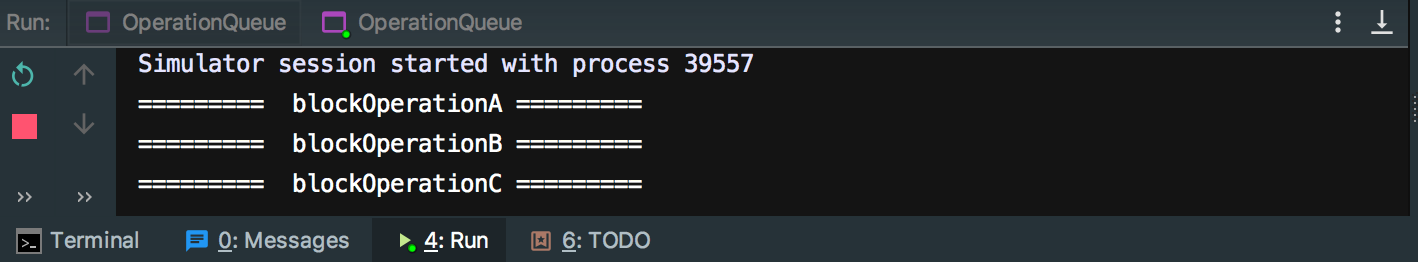 Run: OperationQueue OperationQueue
Simulator session started with process 39557
========= blockOperationA =========
========= blockOperationB =========
========= blockOperationC =========
Terminal 0: Messages 4: Run 6: TODO